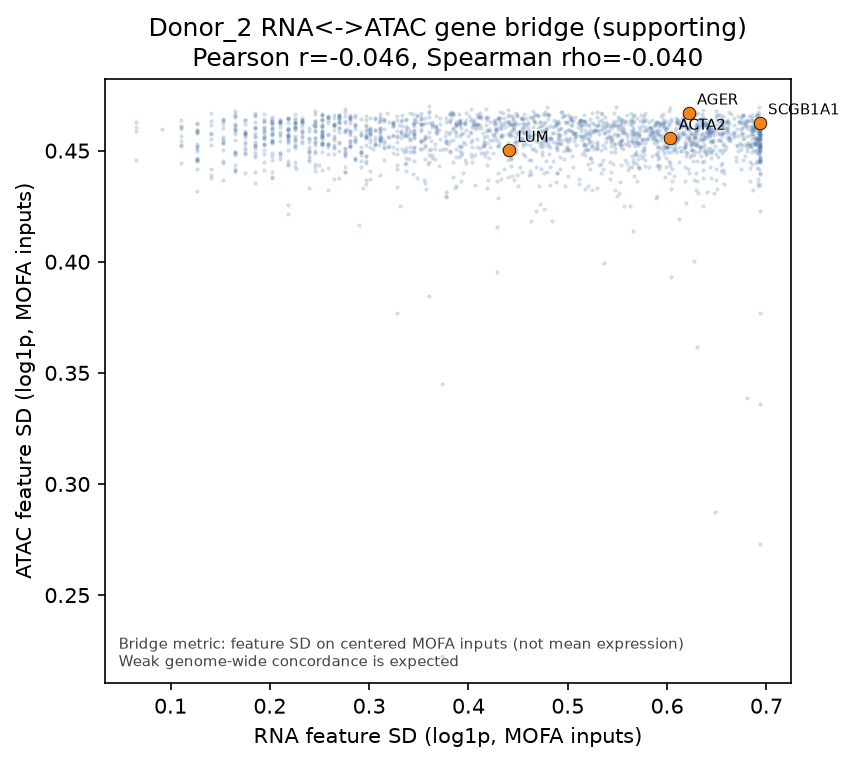 Donor_2 RNA<->ATAC gene bridge (supporting)
Pearson r=-0.046, Spearman rho=-0.040
AGER
SCGB1A1
ACTA2
LUM
0.45
0.40
0.35
0.30
0.25
ATAC feature SD (log1p, MOFA inputs)
Bridge metric: feature SD on centered MOFA inputs (not mean expression)
Weak genome-wide concordance is expected
0.1 0.2 0.3 0.4 0.5 0.6 0.7
RNA feature SD (log1p, MOFA inputs)